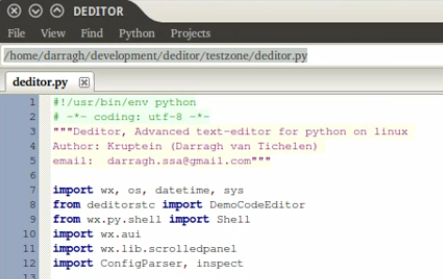 DEDITOR
File View Find Python Projects
/home/darragh/development/deditor/testzone/deditor.py
deditor.py
1 #!/usr/bin/env python
2 # -*- coding: utf-8 -*-
3 """Deditor, Advanced text-editor for python on linux
4 Author: Kruptein (Darragh van Tichelen)
5 email:  darragh.ssa@gmail.com"""
6
7 import wx, os, datetime, sys
8 from deditorstc import DemoCodeEditor
9 from wx.py.shell import Shell
10 import wx.aui
11 import wx.lib.scrolledpanel
12 import ConfigParser, inspect
13